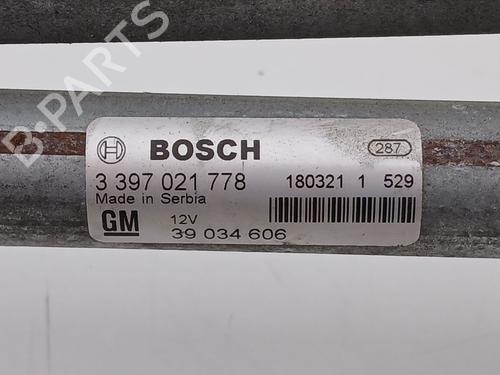 B-PARTS
BOSCH 287
3 397 021 778 180321 1 529
Made in Serbia
GM 12V
39 034 606